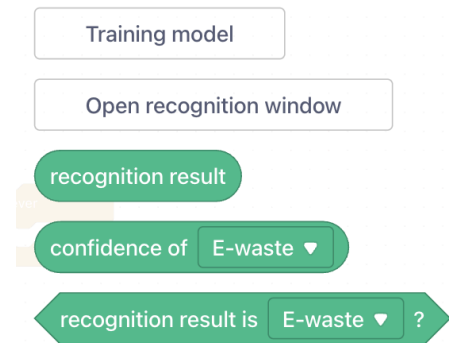 Training model
Open recognition window
recognition result
confidence of E-waste
recognition result is E-waste ?